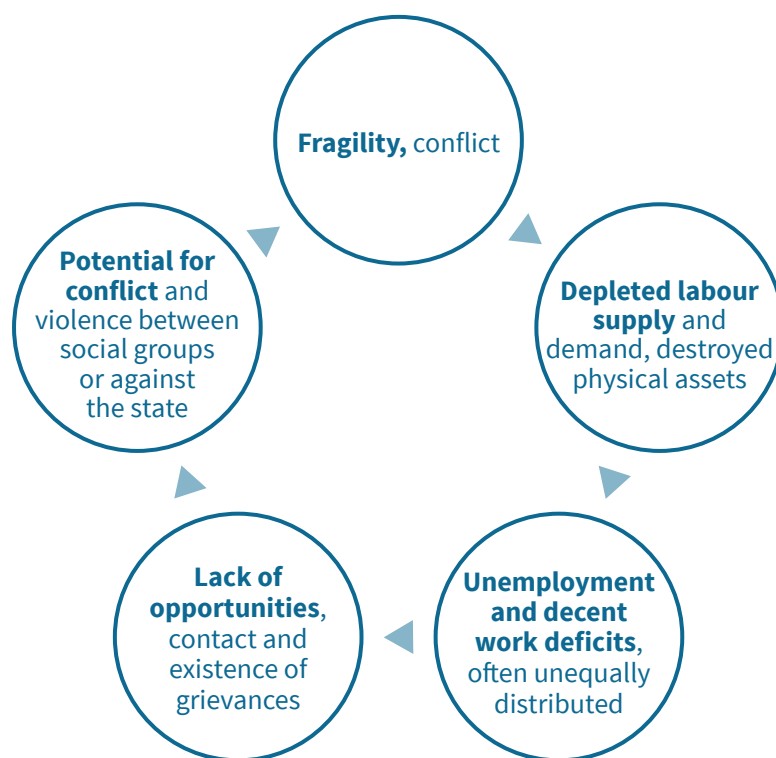 Fragility, conflict
Depleted labour
supply and
demand, destroyed
physical assets
Unemployment
and decent
work deficits,
often unequally
distributed
Lack of
opportunities,
contact and
existence of
grievances
Potential for
conflict and
violence between
social groups
or against
the state